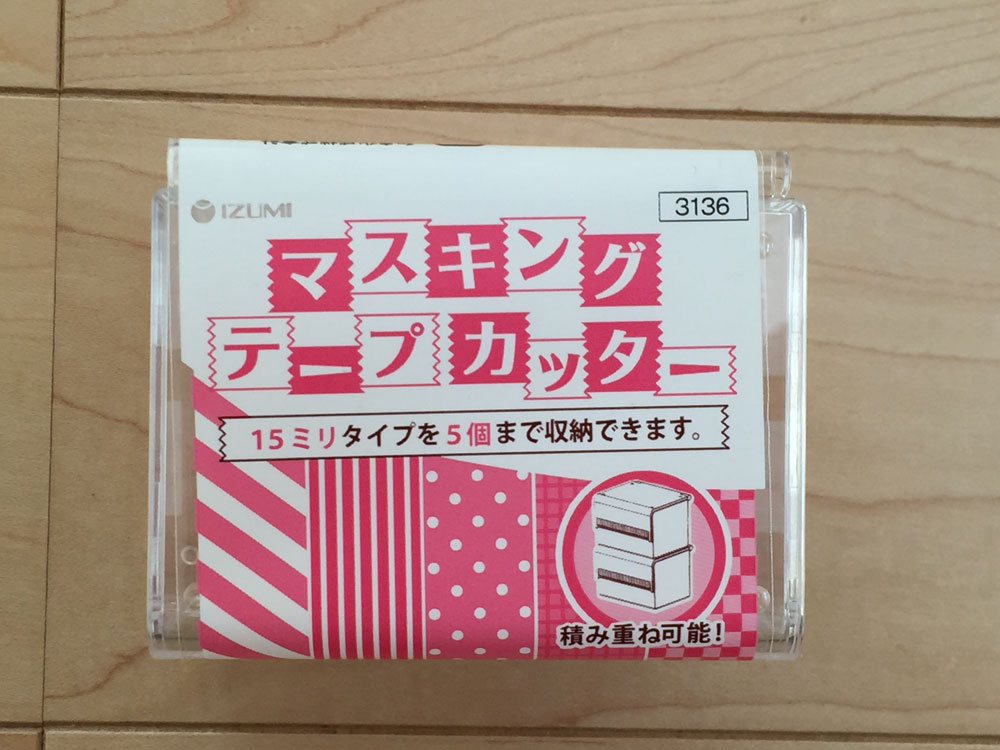 IZUMI
3136
マスキング
テープカッター
15ミリタイプを5個まで収納できます。
積み重ね可能!